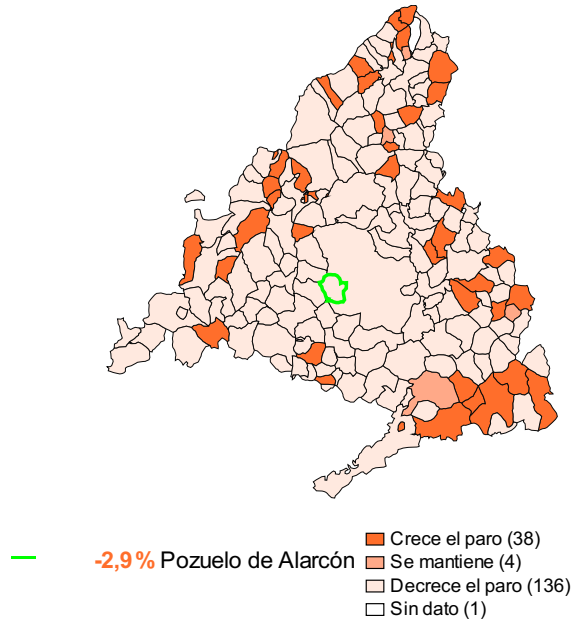 -2,9% Pozuelo de Alarcón
Crece el paro (38)
Se mantiene (4)
Decrece el paro (136)
Sin dato (1)